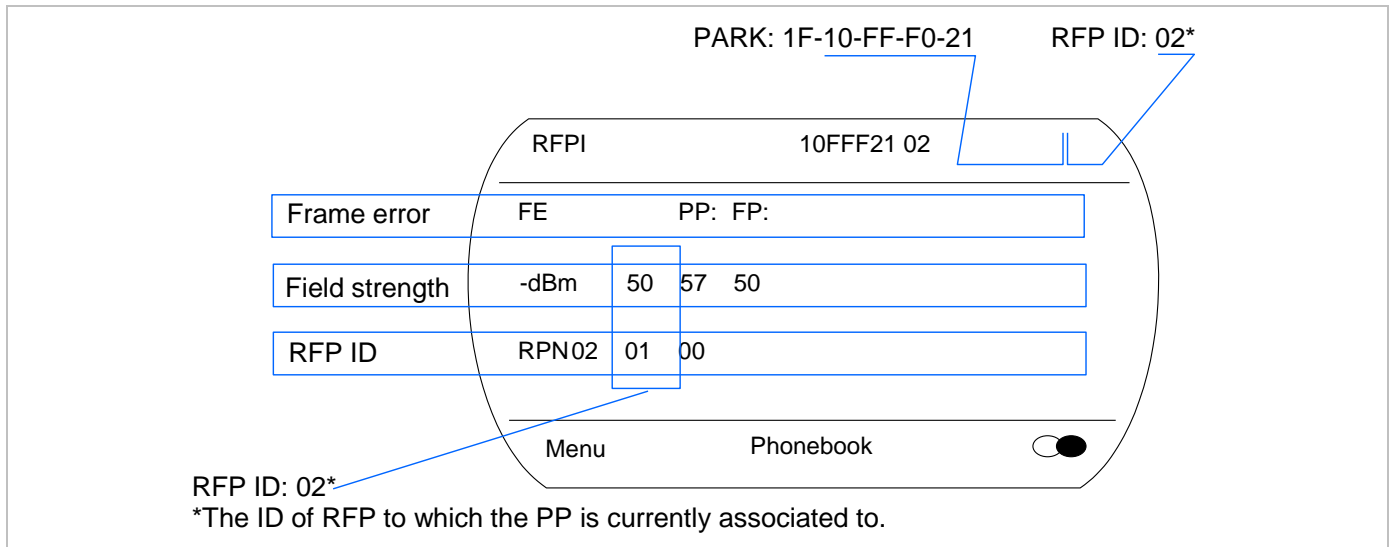 PARK: 1F-10-FF-F0-21 RFP ID: 02*
RFPI 10FFF21 02
Frame error FE PP: FP:
Field strength -dBm 50 57 50
RFP ID RPN 02 01 00
Menu Phonebook
RFP ID: 02*
*The ID of RFP to which the PP is currently associated to.